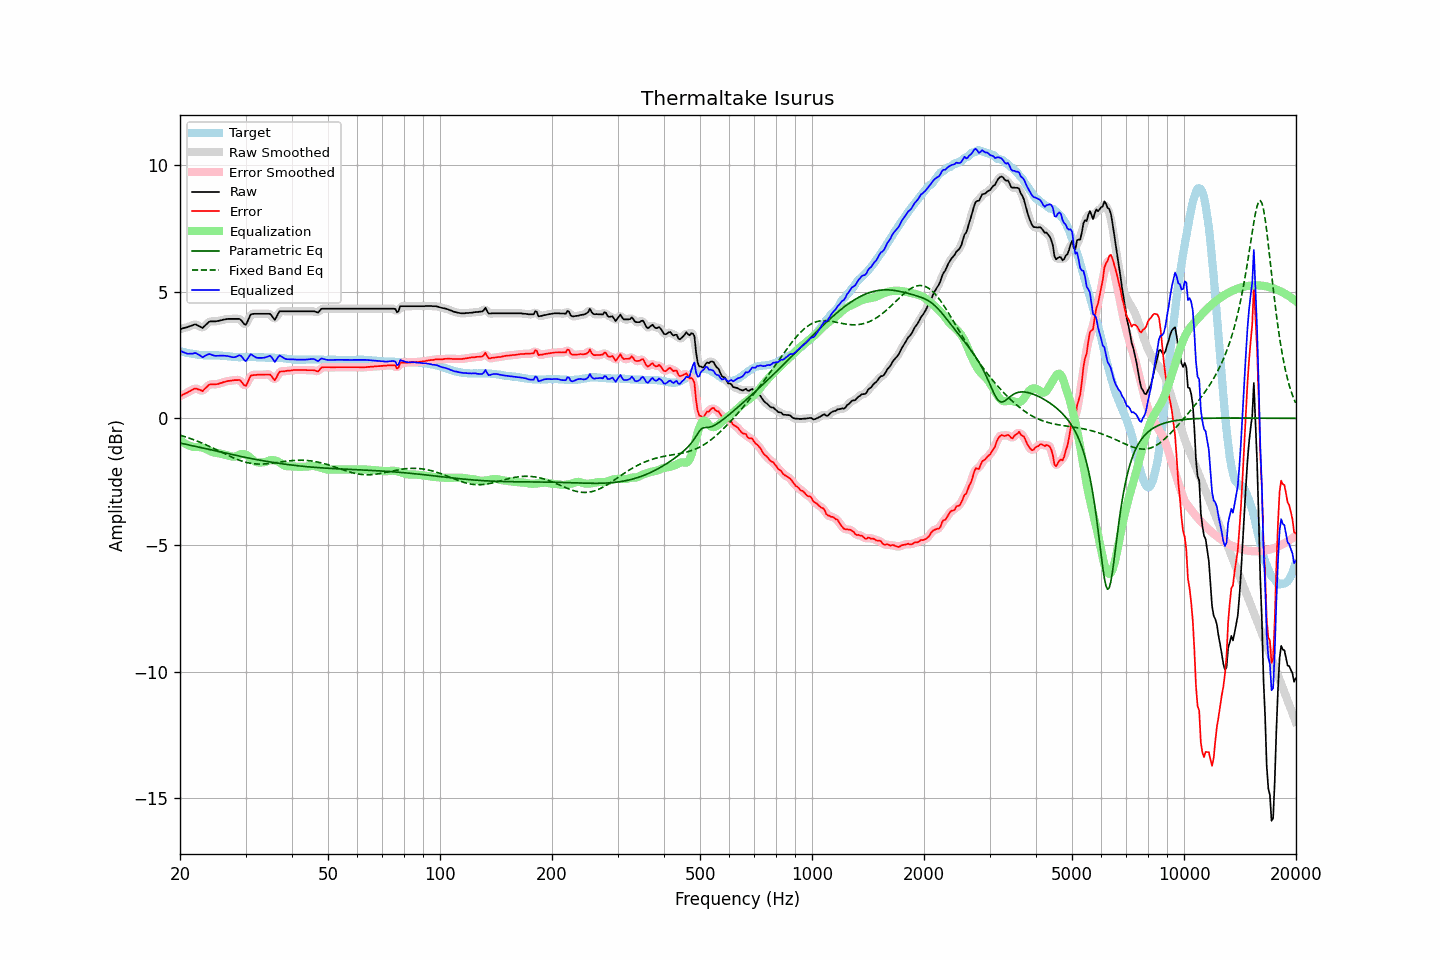 Thermaltake Isurus
Target
Raw Smoothed
Error Smoothed
Raw
Error
Equalization
Parametric Eq
Fixed Band Eq
Equalized
Amplitude (dBr)
10
5
0
−5
−10
−15
20
50
100
200
500
1000
2000
5000
10000
20000
Frequency (Hz)